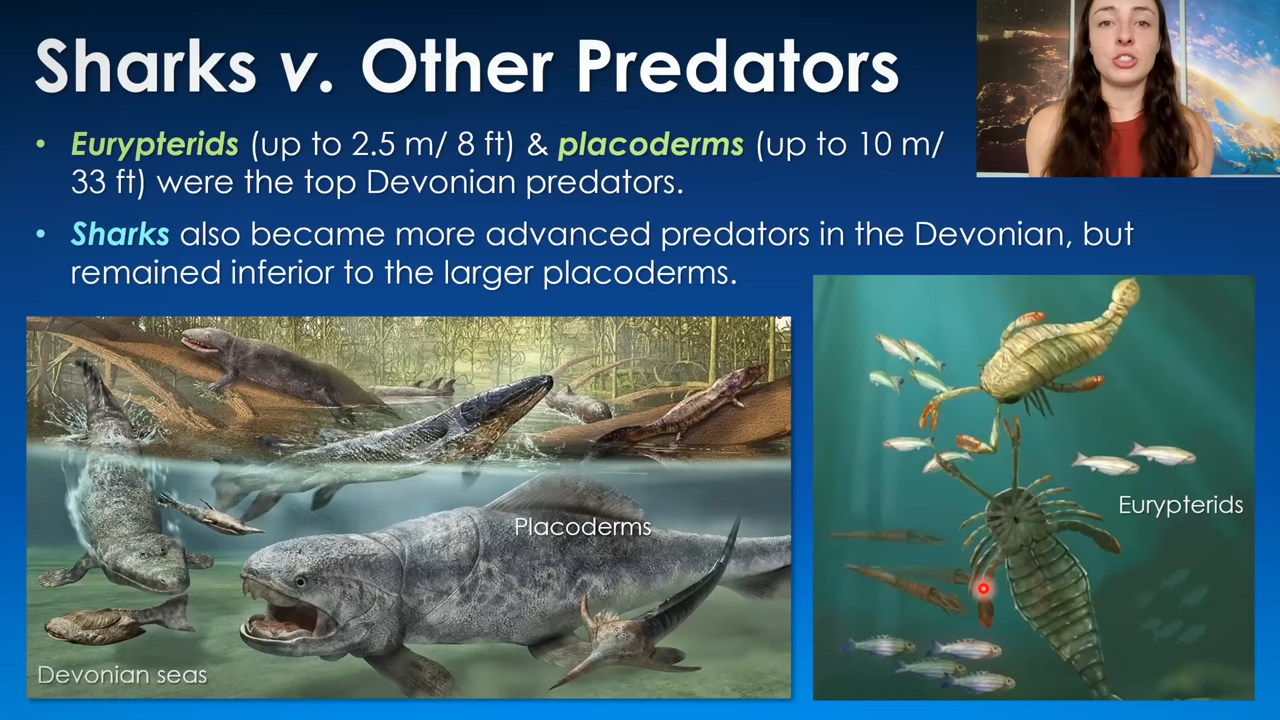 Sharks v. Other Predators
• Eurypterids (up to 2.5 m/ 8 ft) & placoderms (up to 10 m/
33 ft) were the top Devonian predators.
• Sharks also became more advanced predators in the Devonian, but
remained inferior to the larger placoderms.
Placoderms
Devonian seas
Eurypterids